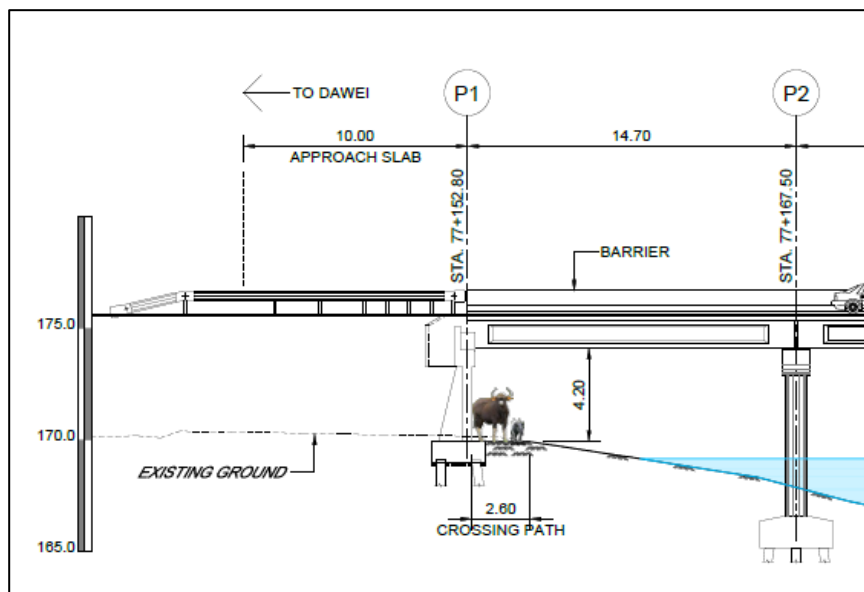 TO DAWEI
P1
P2
10.00
14.70
APPROACH SLAB
STA. 77+152.80
STA. 77+167.50
BARRIER
175.0
4.20
170.0
EXISTING GROUND
2.60
CROSSING PATH
165.0